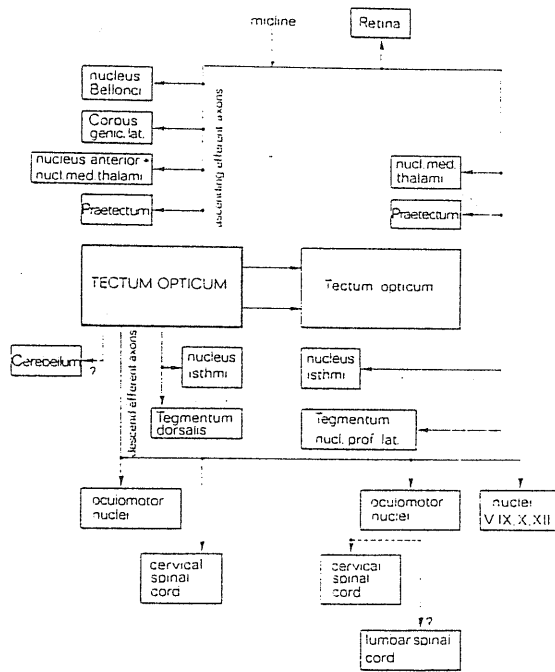 midline
Retina
nucleus
Bellonci
Corpus
genic. lat.
nucleus anterior +
nucl.med.thalami
Praetectum
ascending efferent axons
nucl. med.
thalami
Praetectum
TECTUM OPTICUM
Tectum opticum
Cerebellum
?
descend efferent axons
nucleus
isthmi
Tegmentum
dorsalis
nucleus
isthmi
Tegmentum
nucl. prof. lat.
oculomotor
nuclei
oculomotor
nuclei
nuclei
V IX, X, XII
cervical
spinal
cord
cervical
spinal
cord
?
lumbar spinal
cord